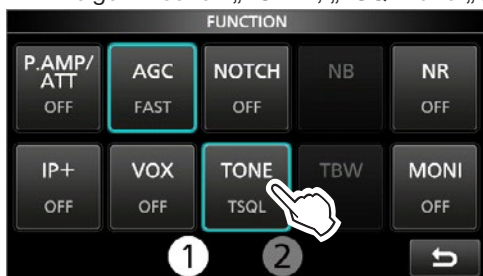 FUNCTION
P.AMP/ATT AGC NOTCH NB NR
OFF FAST OFF OFF
IP+ VOX TONE TBW MONI
OFF OFF TSQL OFF
1 2